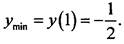 y_min = y(1) = -1/2.